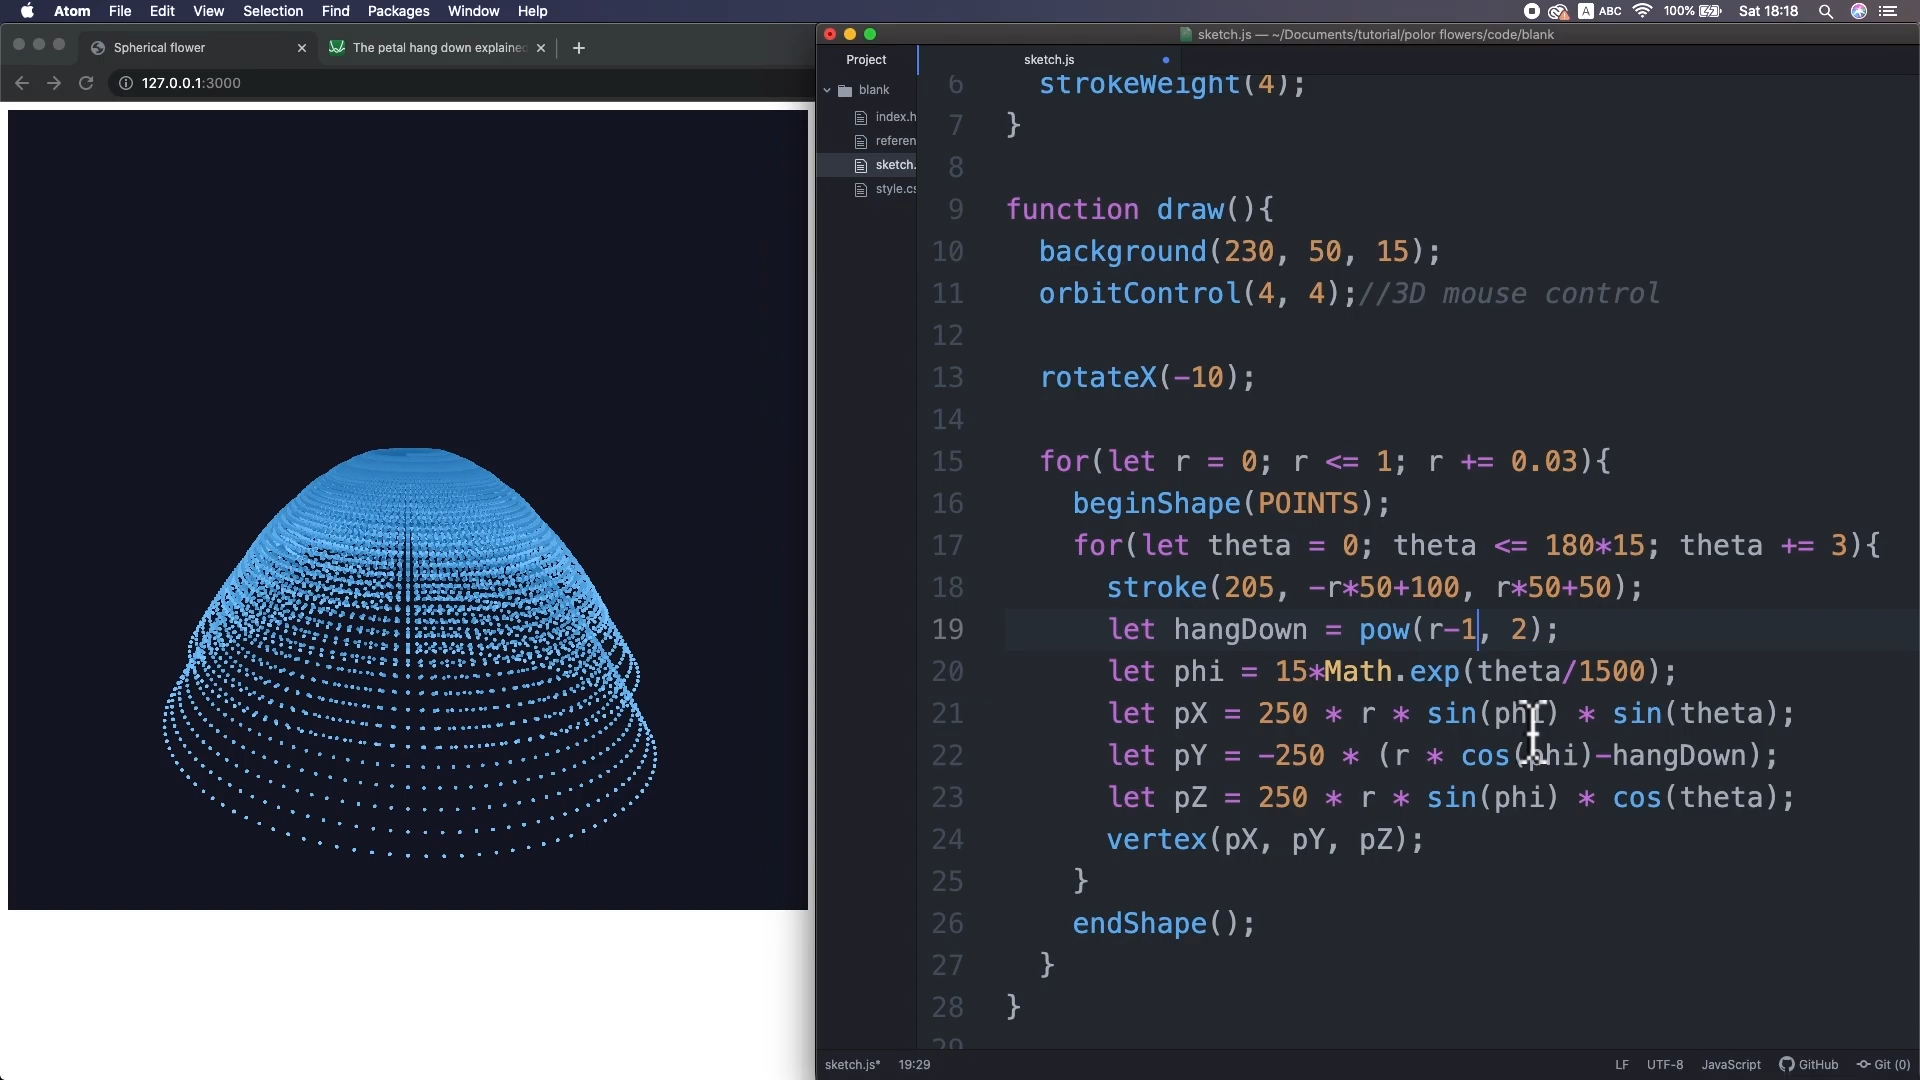 Atom File Edit View Selection Find Packages Window Help
A ABC 100% Sat 18:18
Spherical flower
The petal hang down explained
127.0.0.1:3000
sketch.js — ~/Documents/tutorial/polor flowers/code/blank
Project
blank
index.h
referen
sketch.
style.cs
sketch.js
6 strokeWeight(4);
7 }
8
9 function draw(){
10 background(230, 50, 15);
11 orbitControl(4, 4);//3D mouse control
12
13 rotateX(-10);
14
15 for(let r = 0; r <= 1; r += 0.03){
16 beginShape(POINTS);
17 for(let theta = 0; theta <= 180*15; theta += 3){
18 stroke(205, -r*50+100, r*50+50);
19 let hangDown = pow(r-1, 2);
20 let phi = 15*Math.exp(theta/1500);
21 let pX = 250 * r * sin(phi) * sin(theta);
22 let pY = -250 * (r * cos(phi)-hangDown);
23 let pZ = 250 * r * sin(phi) * cos(theta);
24 vertex(pX, pY, pZ);
25 }
26 endShape();
27 }
28 }
29
sketch.js* 19:29
LF UTF-8 JavaScript GitHub Git (0)